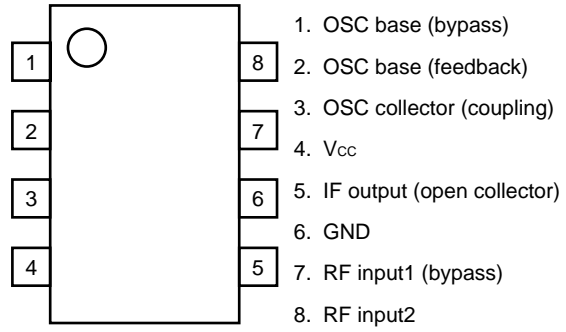 1
2
3
4
8
7
6
5
1. OSC base (bypass)
2. OSC base (feedback)
3. OSC collector (coupling)
4. Vcc
5. IF output (open collector)
6. GND
7. RF input1 (bypass)
8. RF input2